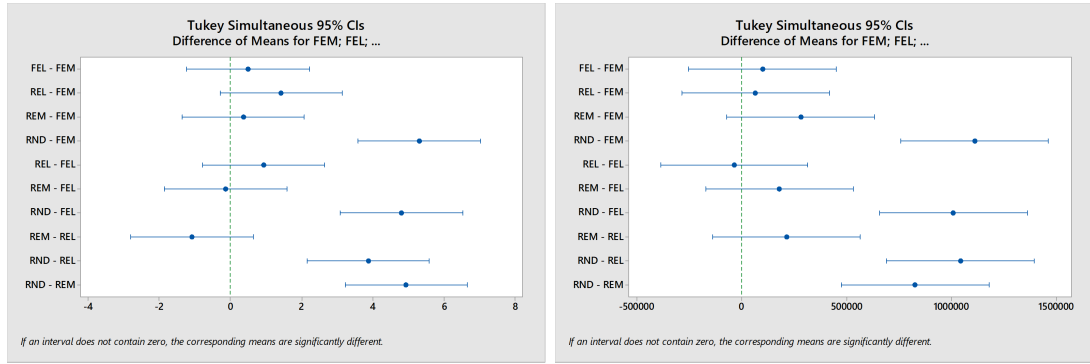 Tukey Simultaneous 95% CIs
Difference of Means for FEM; FEL; ...
FEL - FEM
REL - FEM
REM - FEM
RND - FEM
REL - FEL
REM - FEL
RND - FEL
REM - REL
RND - REL
RND - REM
-4 -2 0 2 4 6 8
If an interval does not contain zero, the corresponding means are significantly different.
Tukey Simultaneous 95% CIs
Difference of Means for FEM; FEL; ...
FEL - FEM
REL - FEM
REM - FEM
RND - FEM
REL - FEL
REM - FEL
RND - FEL
REM - REL
RND - REL
RND - REM
-500000 0 500000 1000000 1500000
If an interval does not contain zero, the corresponding means are significantly different.